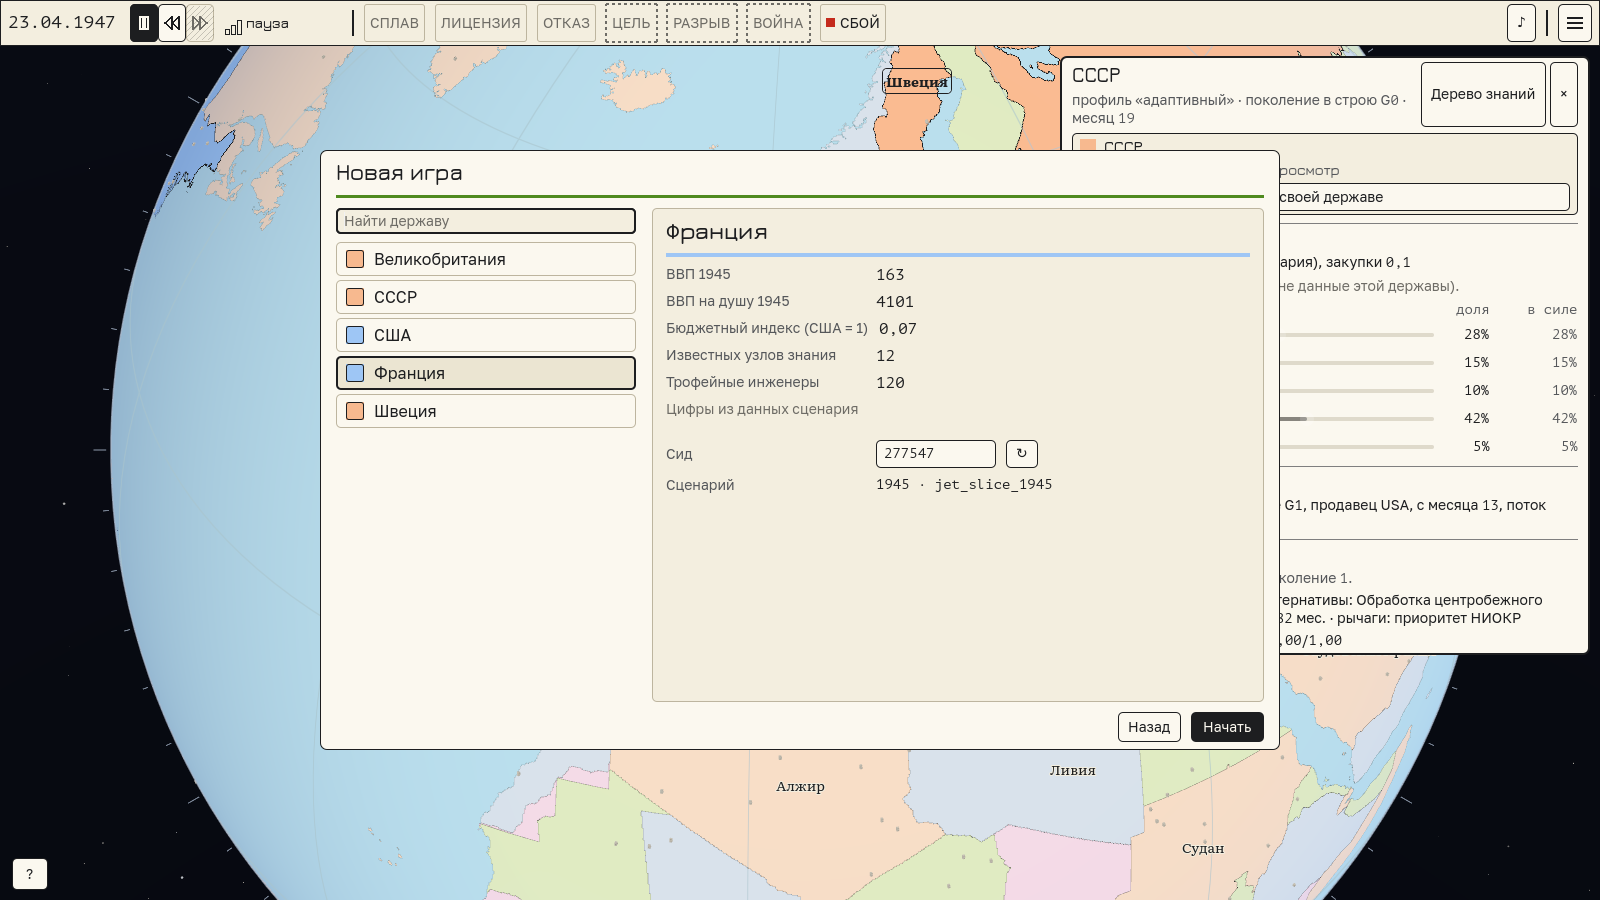 23.04.1947
пауза
СПЛАВ
ЛИЦЕНЗИЯ
ОТКАЗ
ЦЕЛЬ
РАЗРЫВ
ВОЙНА
СБОЙ
♪
Швеция
СССР
профиль «адаптивный» · поколение в строю G0 ·
месяц 19
Дерево знаний
×
СССР
росмотр
своей державе
ария), закупки 0,1
не данные этой державы).
доля
в силе
28%
28%
15%
15%
10%
10%
42%
42%
5%
5%
G1, продавец USA, с месяца 13, поток
коление 1.
тернативы: Обработка центробежного
32 мес. · рычаги: приоритет НИОКР
,00/1,00
Новая игра
Найти державу
Великобритания
СССР
США
Франция
Швеция
Франция
ВВП 1945
163
ВВП на душу 1945
4101
Бюджетный индекс (США = 1)
0,07
Известных узлов знания
12
Трофейные инженеры
120
Цифры из данных сценария
Сид
277547
↻
Сценарий
1945 · jet_slice_1945
Назад
Начать
Алжир
Ливия
Судан
?